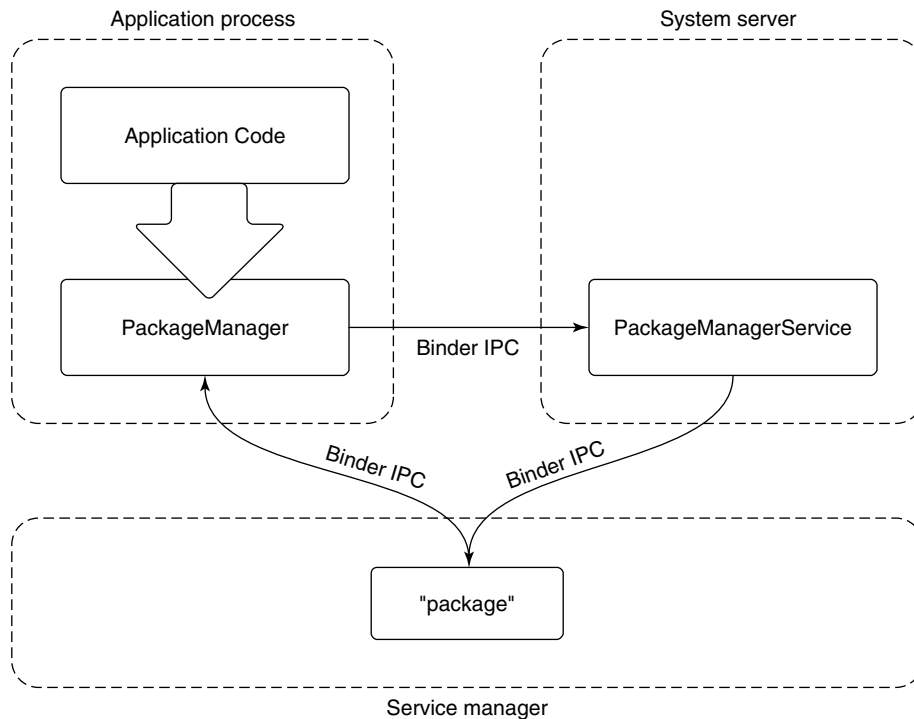 Application process
System server
Application Code
PackageManager
Binder IPC
PackageManagerService
Binder IPC
Binder IPC
"package"
Service manager